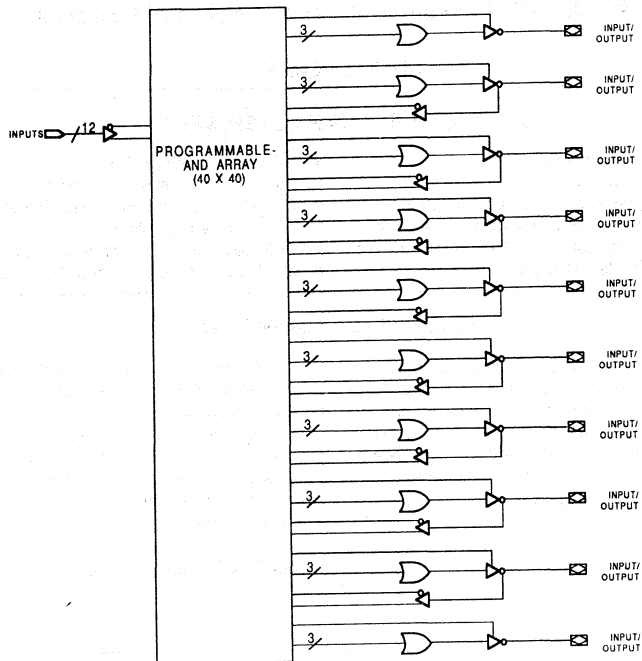 3
INPUT/
OUTPUT
3
INPUT/
OUTPUT
INPUTS
12
PROGRAMMABLE-
AND ARRAY
(40 X 40)
3
INPUT/
OUTPUT
3
INPUT/
OUTPUT
3
INPUT/
OUTPUT
3
INPUT/
OUTPUT
3
INPUT/
OUTPUT
3
INPUT/
OUTPUT
3
INPUT/
OUTPUT
3
INPUT/
OUTPUT